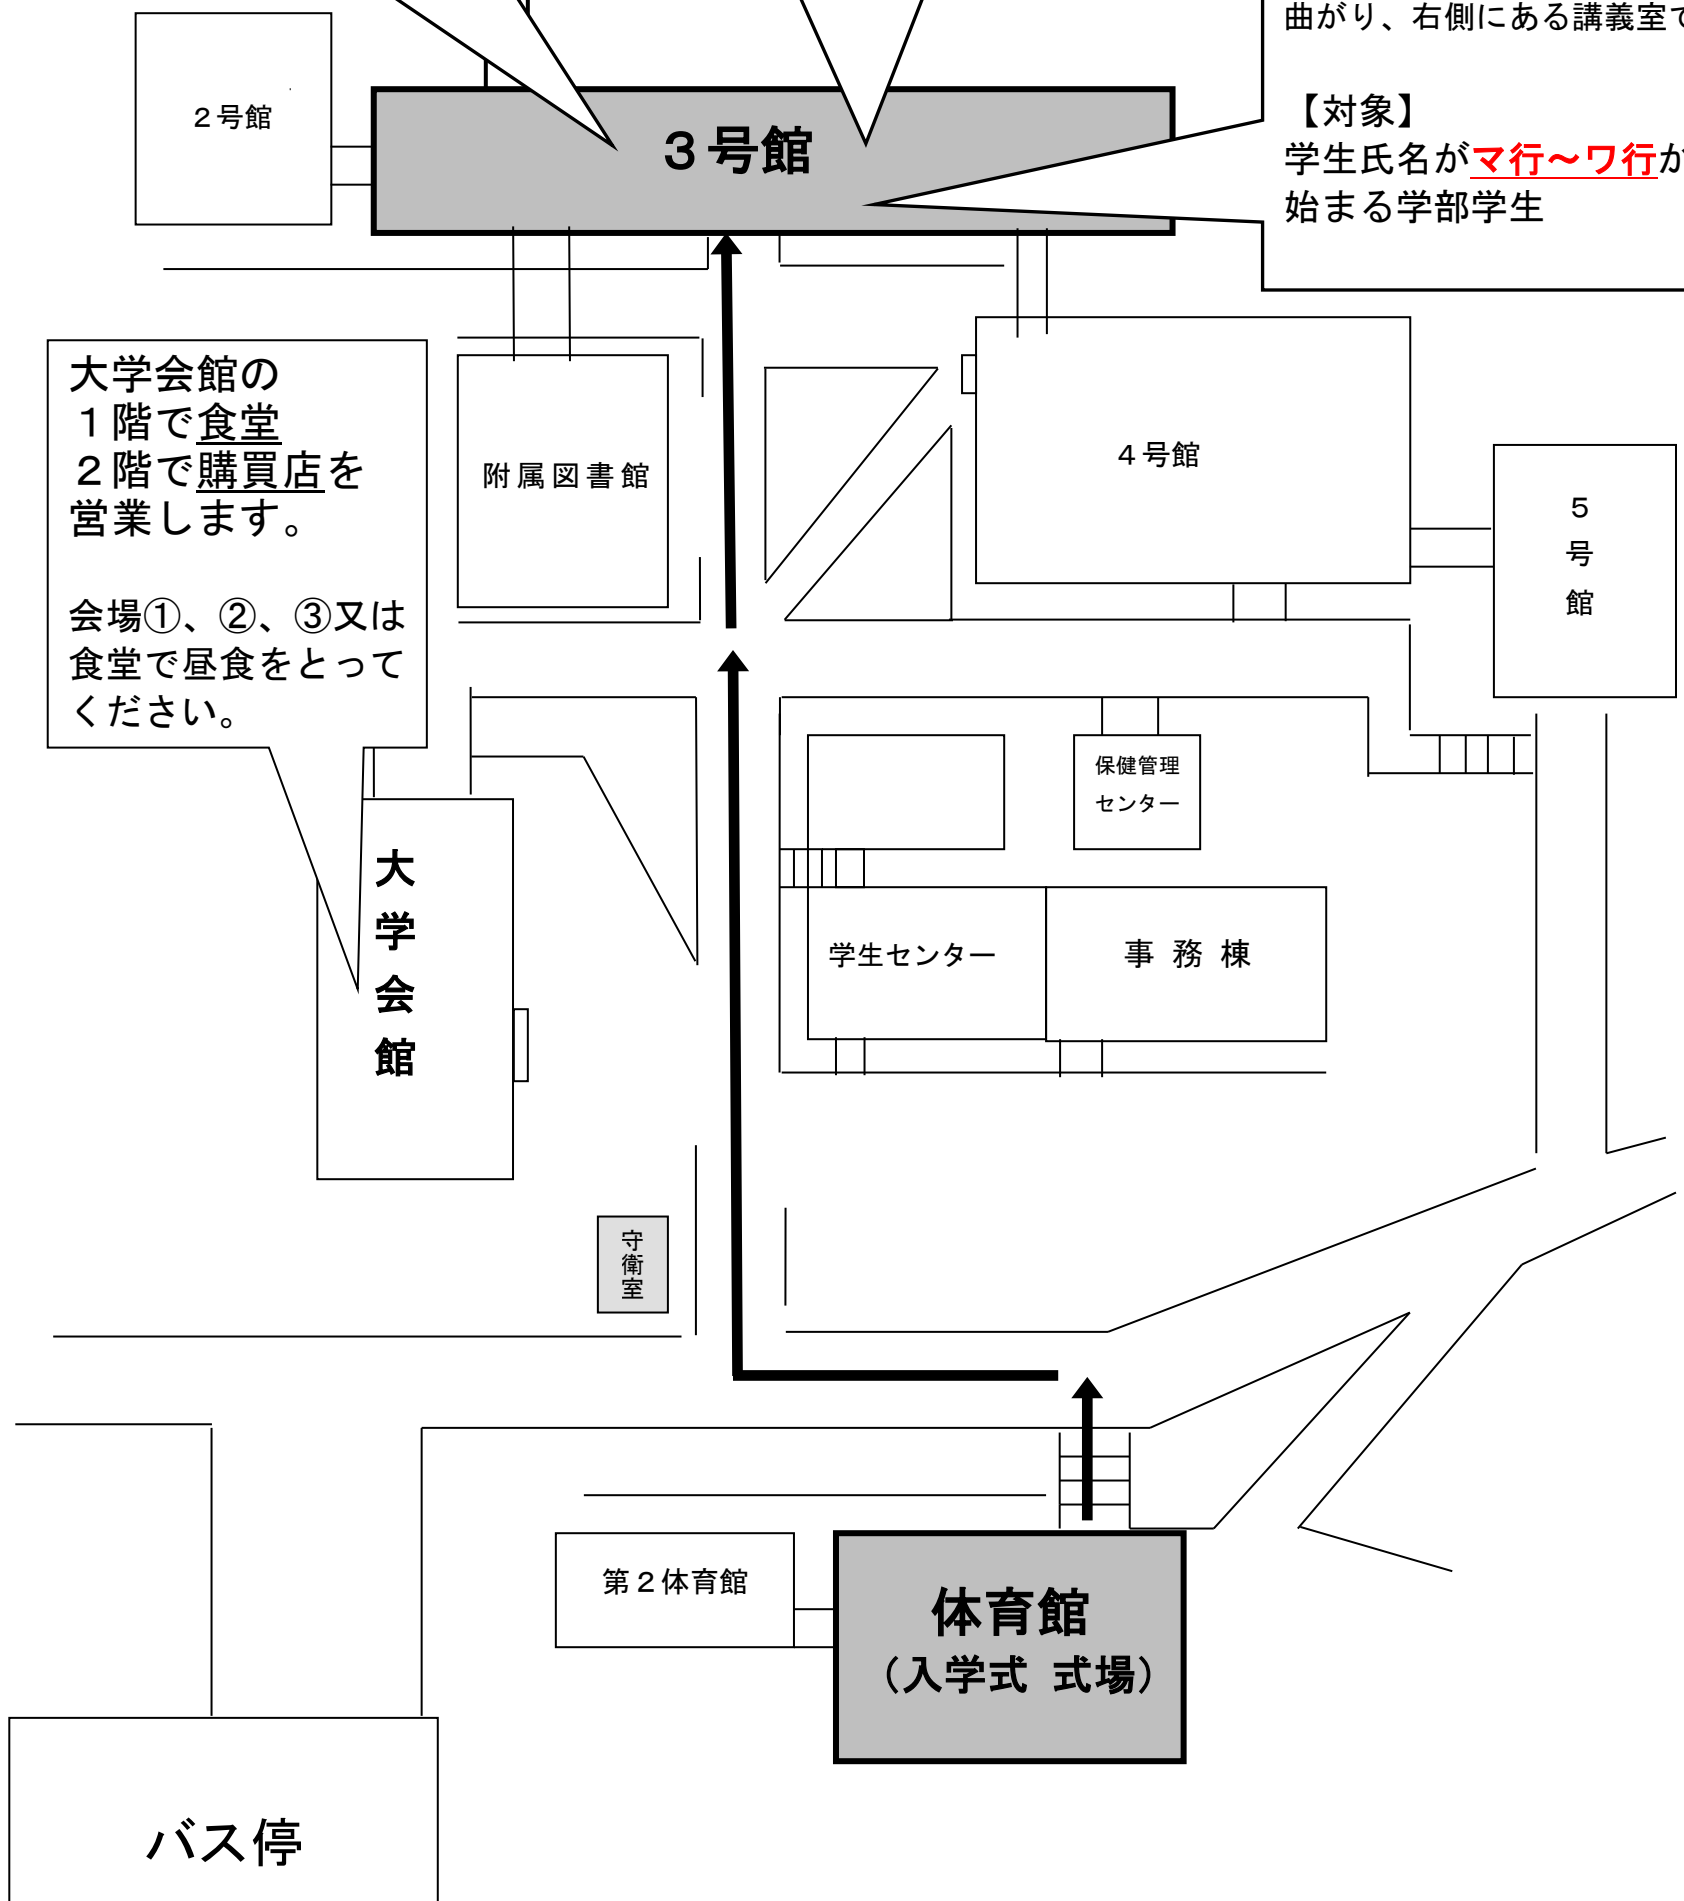 曲がり、右側にある講義室で
２号館
３号館
【対象】
学生氏名がマ行～ワ行か
始まる学部学生
大学会館の
１階で食堂
２階で購買店を
営業します。
会場①、②、③又は
食堂で昼食をとって
ください。
附属図書館
４号館
５号館
保健管理
センター
大学会館
学生センター
事務棟
守衛室
第２体育館
体育館
（入学式 式場）
バス停